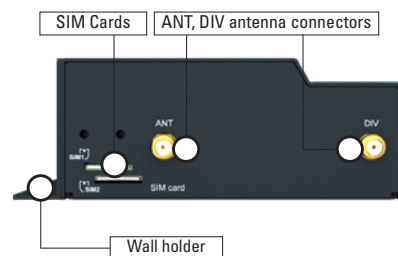 SIM Cards
ANT, DIV antenna connectors
ANT
DIV
SIM1
SIM2
SIM card
Wall holder